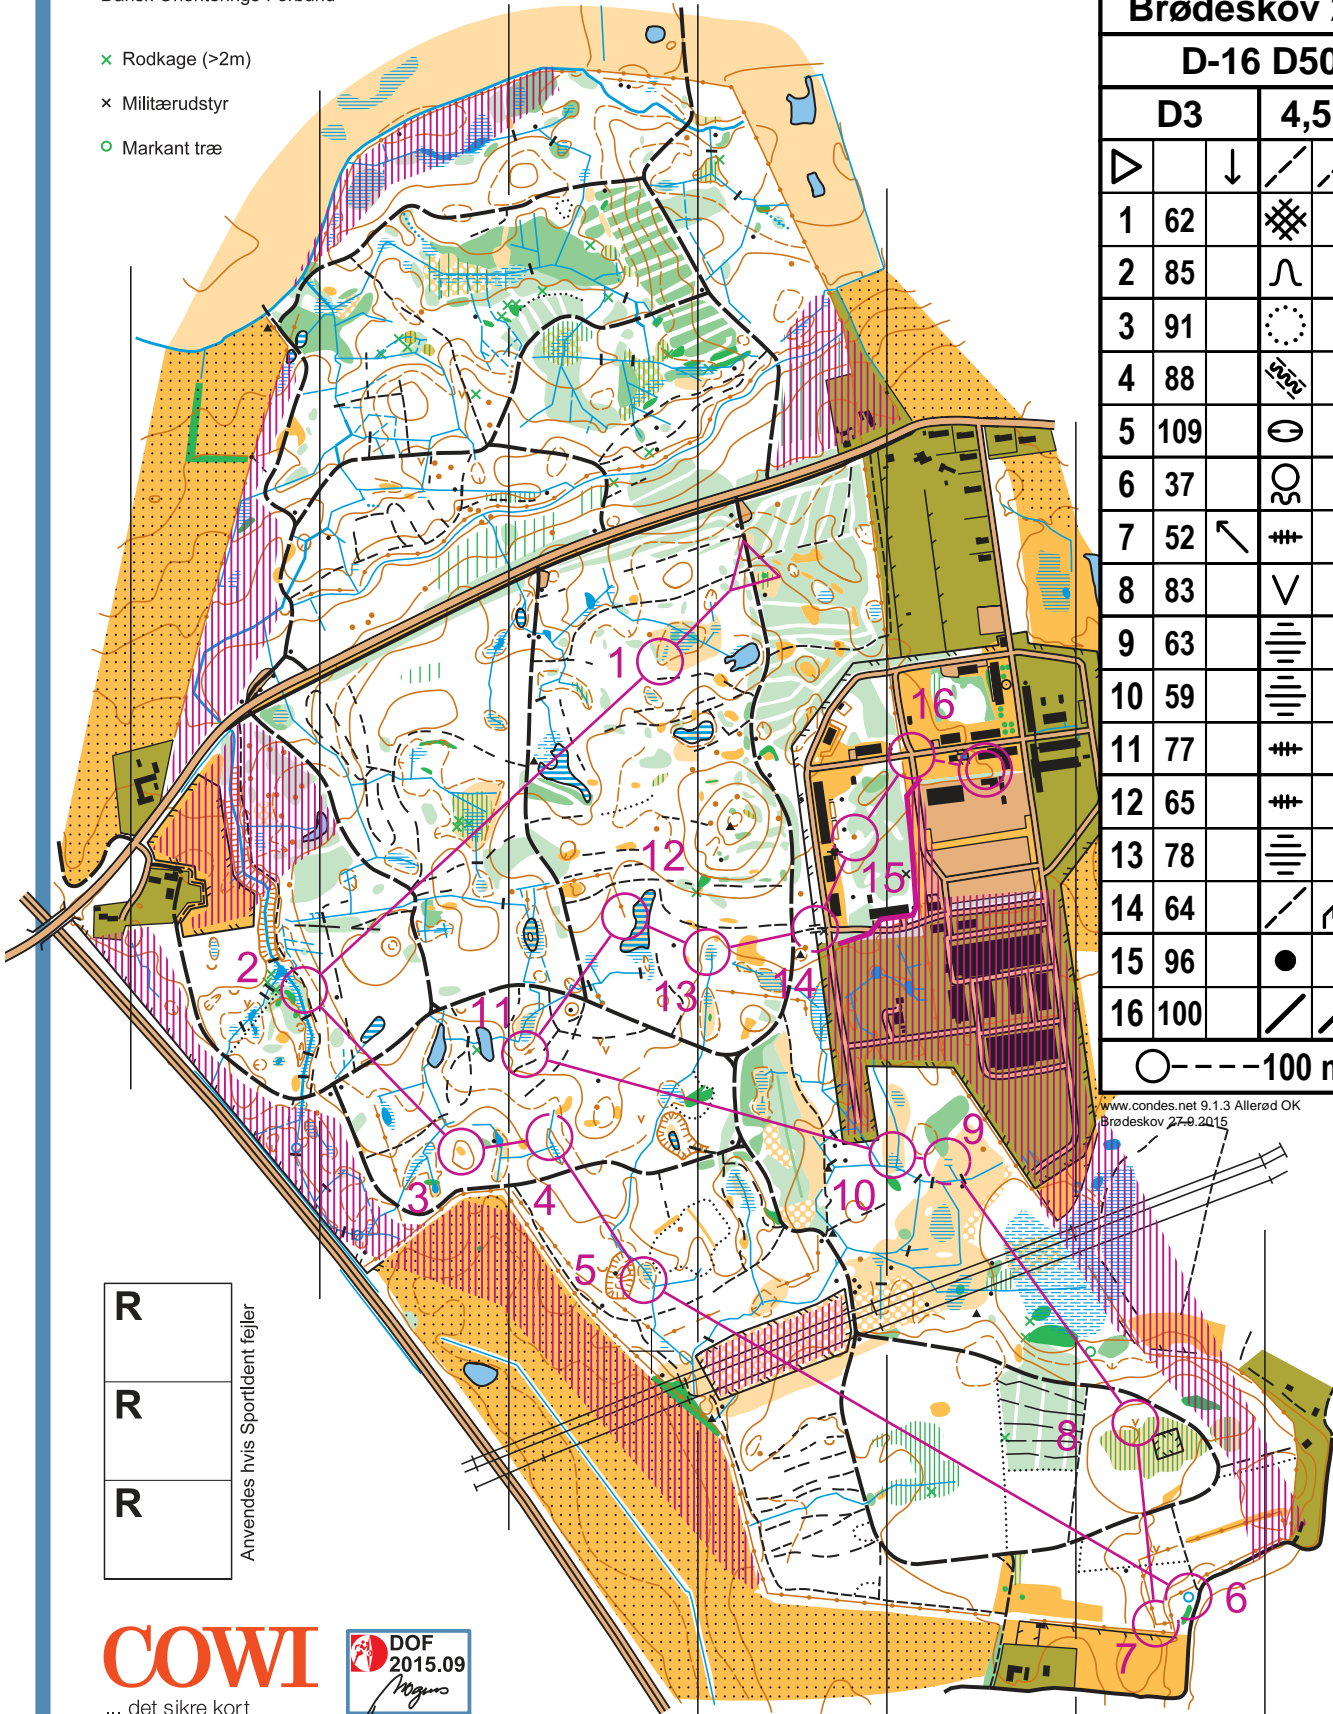 × Rodkage (>2m)
× Militærudstyr
Markant træ
Brødeskov
D-16 D50
D3 4,5
1 62
2 85
3 91
4 88
5 109
6 37
7 52
8 83
9 63
10 59
11 77
12 65
13 78
14 64
15 96
16 100
100 m
www.condes.net 9.1.3 Allerød OK
Brødeskov 27.9.2015
1
16
12
15
2
11
13
14
9
3
4
10
5
8
6
7
R
R
R
Anvendes hvis SportIdent fejler
COWI
... det sikre kort
DOF
2015.09